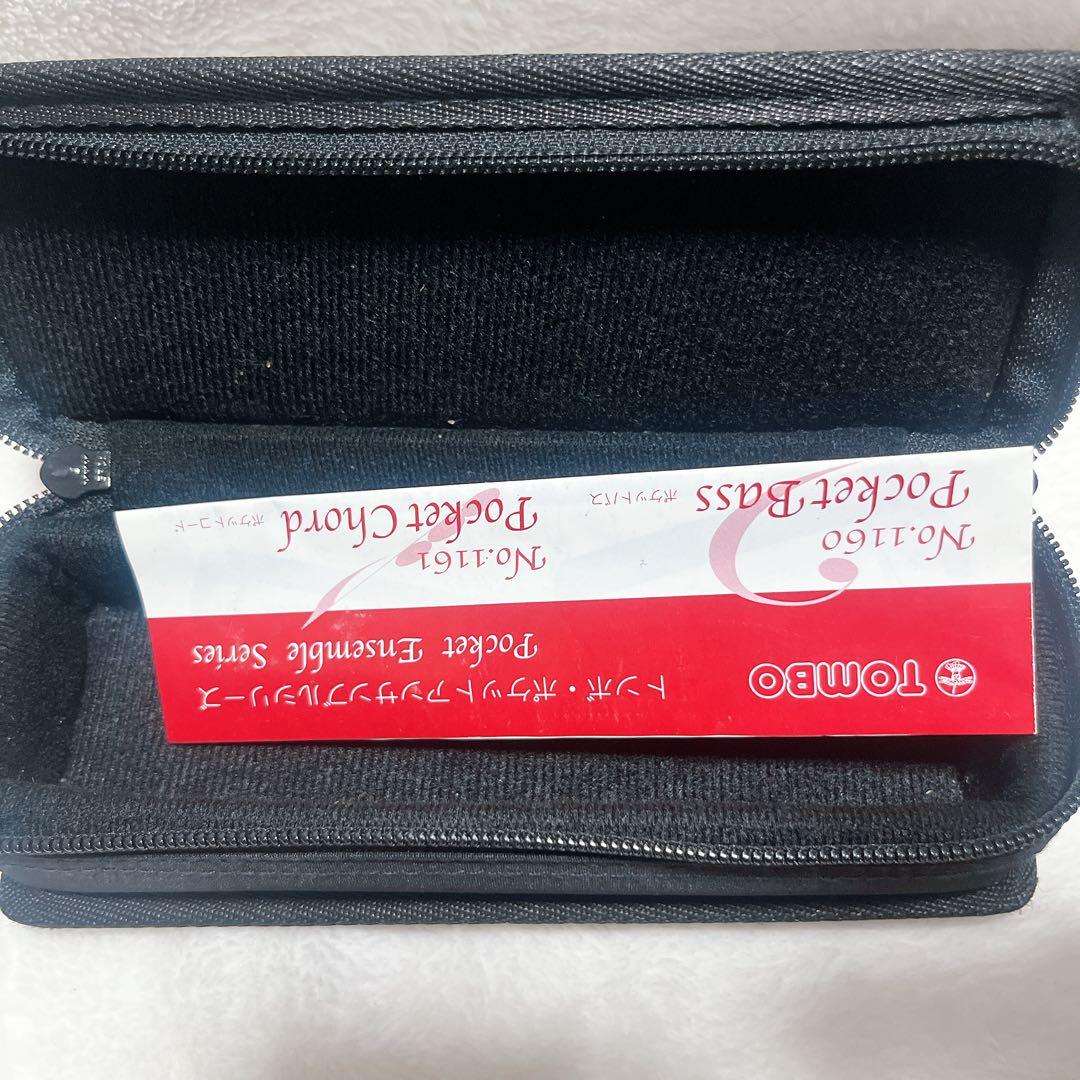 TOMBO
トンボ・ポケットアンサンブルシリーズ
Pocket Ensemble Series
No.1160
Pocket Bass ポケットバス
No.1161
Pocket Chord ポケットコード